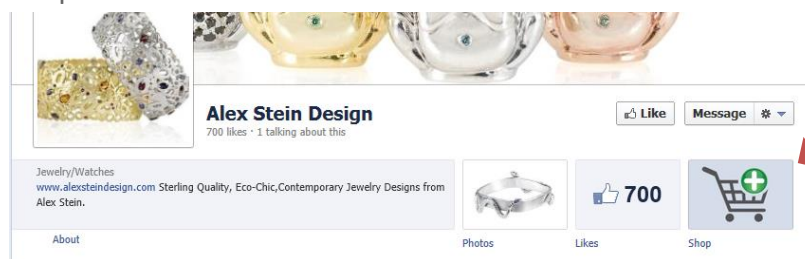 Alex Stein Design
700 likes · 1 talking about this
Like
Message
Jewelry/Watches
www.alexsteindesign.com Sterling Quality, Eco-Chic,Contemporary Jewelry Designs from
Alex Stein.
700
About
Photos
Likes
Shop